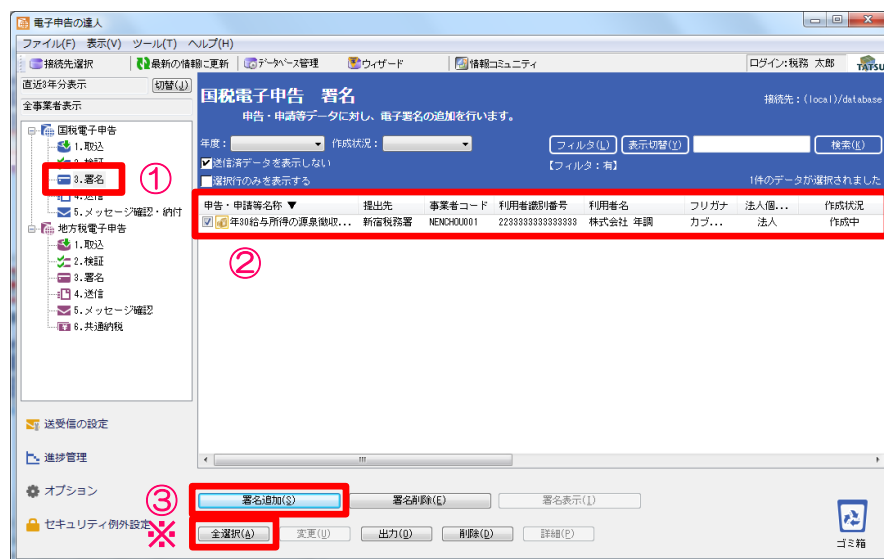 電子申告の達人
ファイル(F) 表示(V) ツール(T) ヘルプ(H)
接続先選択 最新の情報に更新 データベース管理 ウィザード 情報コミュニティ ログイン:税務 太郎 TATSU
直近3年分表示 切替(J)
全事業者表示
国税電子申告
1.取込
2.検証
3.署名
4.送信
5.メッセージ確認・納付
地方税電子申告
1.取込
2.検証
3.署名
4.送信
5.メッセージ確認
6.共通納税
①
送受信の設定
進捗管理
オプション
セキュリティ例外設定
国税電子申告 署名
接続先：(local)/database
申告・申請等データに対し、電子署名の追加を行います。
年度： 作成状況： フィルタ(L) 表示切替(Y) 検索(K)
送信済データを表示しない 【フィルタ：有】
選択行のみを表示する 1件のデータが選択されました
申告・申請等名称 ▼ 提出先 事業者コード 利用者識別番号 利用者名 フリガナ 法人個... 作成状況
年30給与所得の源泉徴収... 新宿税務署 NENCHOU001 2233333333333333 株式会社 年調 カブ... 法人 作成中
②
③ 署名追加(S) 署名削除(E) 署名表示(I)
※ 全選択(A) 変更(U) 出力(O) 削除(D) 詳細(P)
ゴミ箱